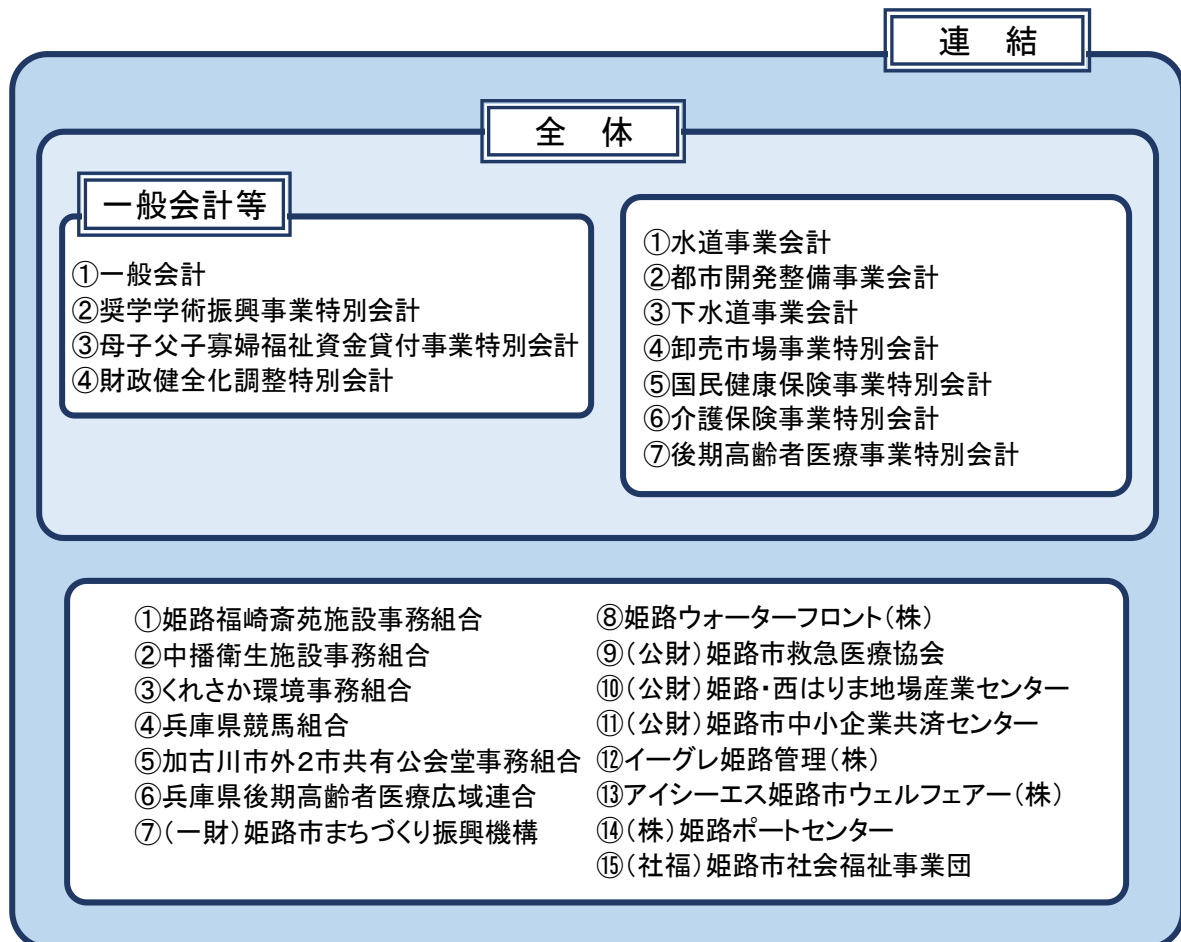 連　結
全　体
一般会計等
①一般会計
②奨学学術振興事業特別会計
③母子父子寡婦福祉資金貸付事業特別会計
④財政健全化調整特別会計
①水道事業会計
②都市開発整備事業会計
③下水道事業会計
④卸売市場事業特別会計
⑤国民健康保険事業特別会計
⑥介護保険事業特別会計
⑦後期高齢者医療事業特別会計
①姫路福崎斎苑施設事務組合
②中播衛生施設事務組合
③くれさか環境事務組合
④兵庫県競馬組合
⑤加古川市外２市共有公会堂事務組合
⑥兵庫県後期高齢者医療広域連合
⑦（一財）姫路市まちづくり振興機構
⑧姫路ウォーターフロント（株）
⑨（公財）姫路市救急医療協会
⑩（公財）姫路・西はりま地場産業センター
⑪（公財）姫路市中小企業共済センター
⑫イーグレ姫路管理（株）
⑬アイシーエス姫路市ウェルフェアー（株）
⑭（株）姫路ポートセンター
⑮（社福）姫路市社会福祉事業団